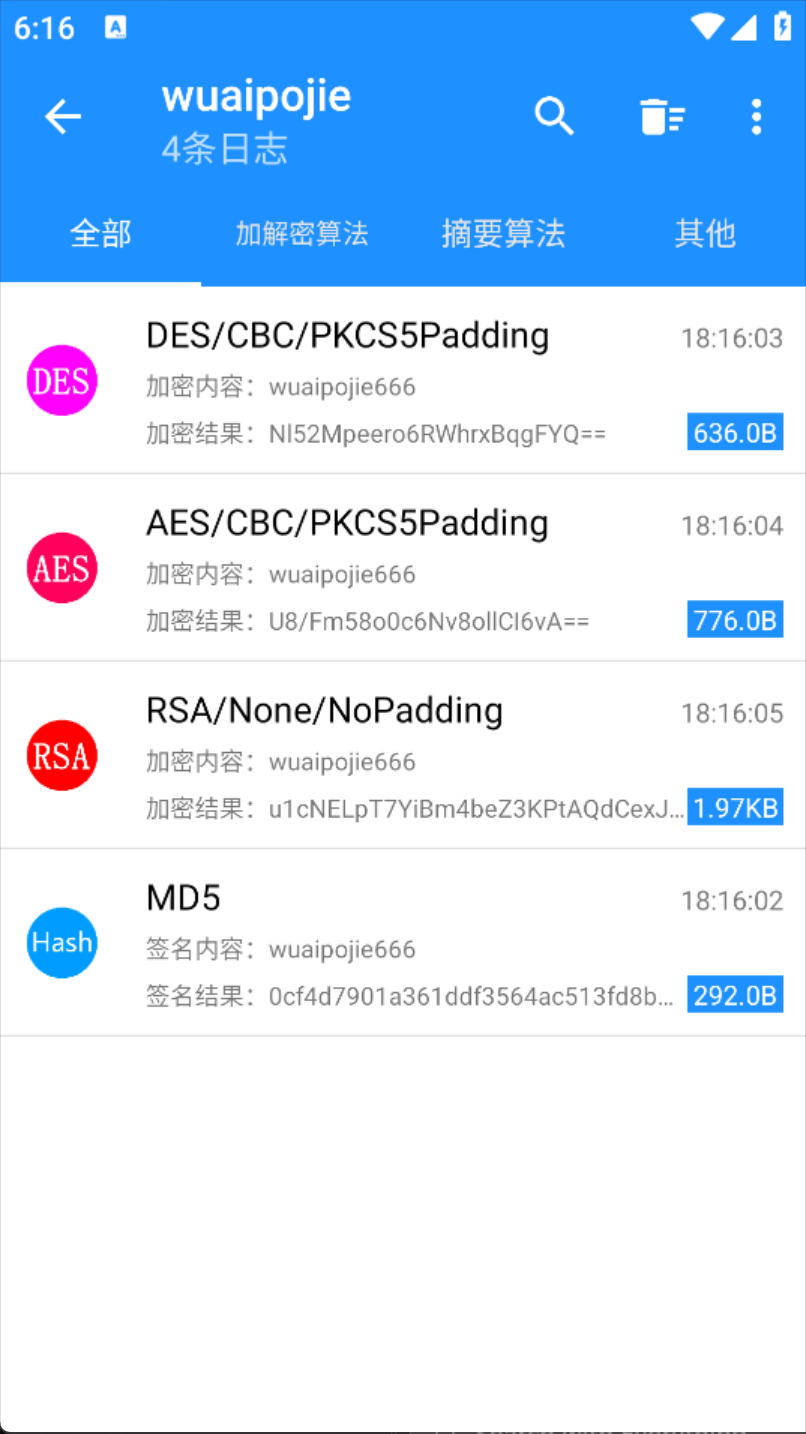 6:16 A
wuaipojie
4条日志
全部 加解密算法 摘要算法 其他
DES/CBC/PKCS5Padding 18:16:03
DES
加密内容：wuaipojie666
加密结果：Nl52Mpeero6RWhrxBqgFYQ== 636.0B
AES/CBC/PKCS5Padding 18:16:04
AES
加密内容：wuaipojie666
加密结果：U8/Fm58o0c6Nv8ollCI6vA== 776.0B
RSA/None/NoPadding 18:16:05
RSA
加密内容：wuaipojie666
加密结果：u1cNELpT7YiBm4beZ3KPtAQdCexJ... 1.97KB
MD5 18:16:02
Hash
签名内容：wuaipojie666
签名结果：0cf4d7901a361ddf3564ac513fd8b... 292.0B